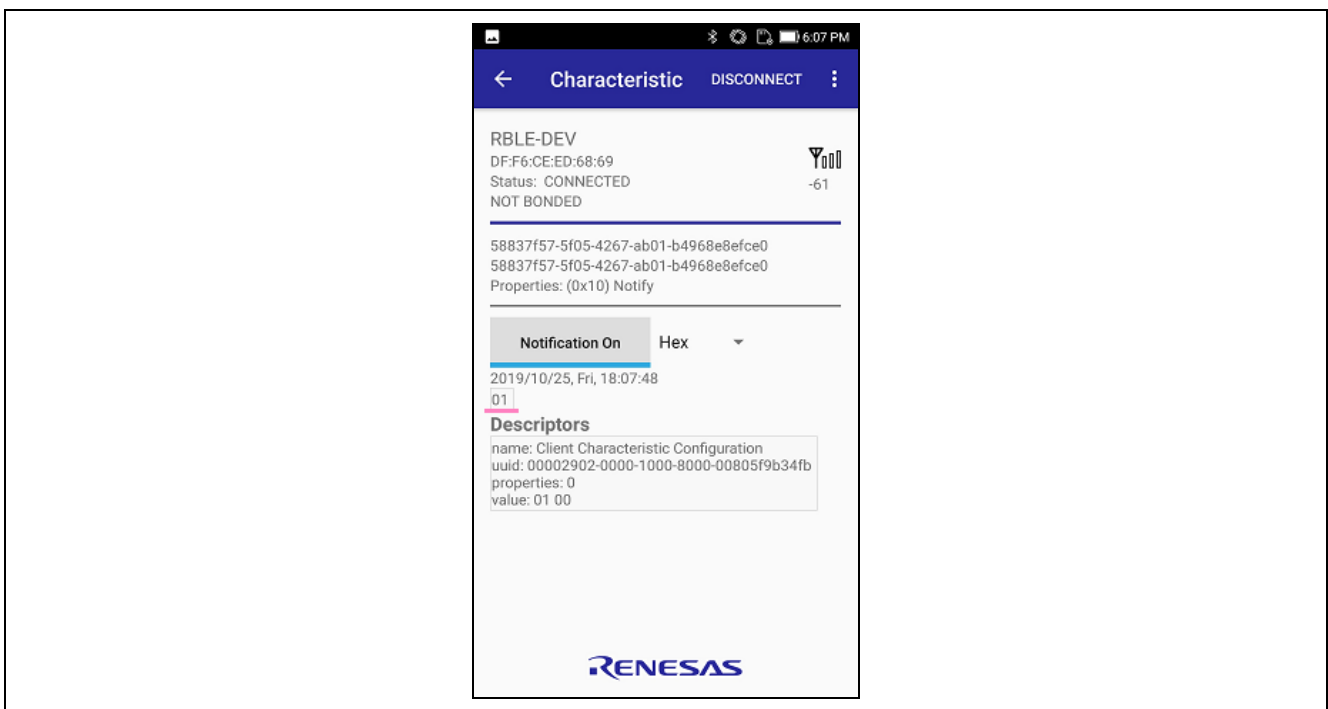 6:07 PM
Characteristic DISCONNECT
RBLE-DEV
DF:F6:CE:ED:68:69
Status: CONNECTED
-61
NOT BONDED
58837f57-5f05-4267-ab01-b4968e8efce0
58837f57-5f05-4267-ab01-b4968e8efce0
Properties: (0x10) Notify
Notification On Hex
2019/10/25, Fri, 18:07:48
01
Descriptors
name: Client Characteristic Configuration
uuid: 00002902-0000-1000-8000-00805f9b34fb
properties: 0
value: 01 00
RENESAS